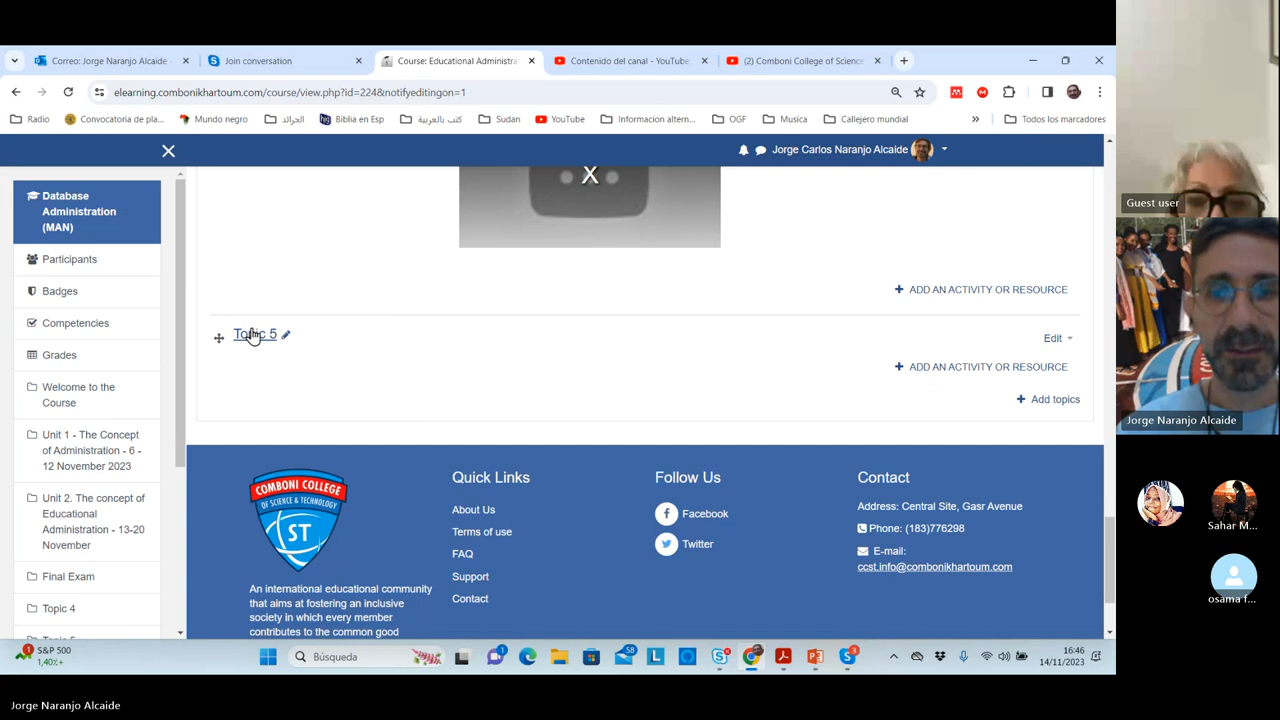 Correo: Jorge Naranjo Alcaide
Join conversation
Course: Educational Administra
Contenido del canal - YouTube
(2) Comboni College of Science
elearning.combonikhartoum.com/course/view.php?id=224&notifyeditingon=1
Radio
Convocatoria de pla...
Mundo negro
الجرائد
Biblia en Esp
كتب بالعربية
Sudan
YouTube
Informacion altern...
OGF
Musica
Callejero mundial
»
Todos los marcadores
Jorge Carlos Naranjo Alcaide
Database
Administration
(MAN)
Participants
Badges
Competencies
Grades
Welcome to the
Course
Unit 1 - The Concept
of Administration - 6 -
12 November 2023
Unit 2. The concept of
Educational
Administration - 13-20
November
Final Exam
Topic 4
X
+ ADD AN ACTIVITY OR RESOURCE
Topic 5
Edit
+ ADD AN ACTIVITY OR RESOURCE
+ Add topics
COMBONI COLLEGE
OF SCIENCE & TECHNOLOGY
ST
An international educational community
that aims at fostering an inclusive
society in which every member
contributes to the common good
Quick Links
About Us
Terms of use
FAQ
Support
Contact
Follow Us
Facebook
Twitter
Contact
Address: Central Site, Gasr Avenue
Phone: (183)776298
E-mail:
ccst.info@combonikhartoum.com
1
S&P 500
1,40%
Búsqueda
58
L
3
16:46
14/11/2023
Guest user
Jorge Naranjo Alcaide
Sahar M...
osama f...
Jorge Naranjo Alcaide